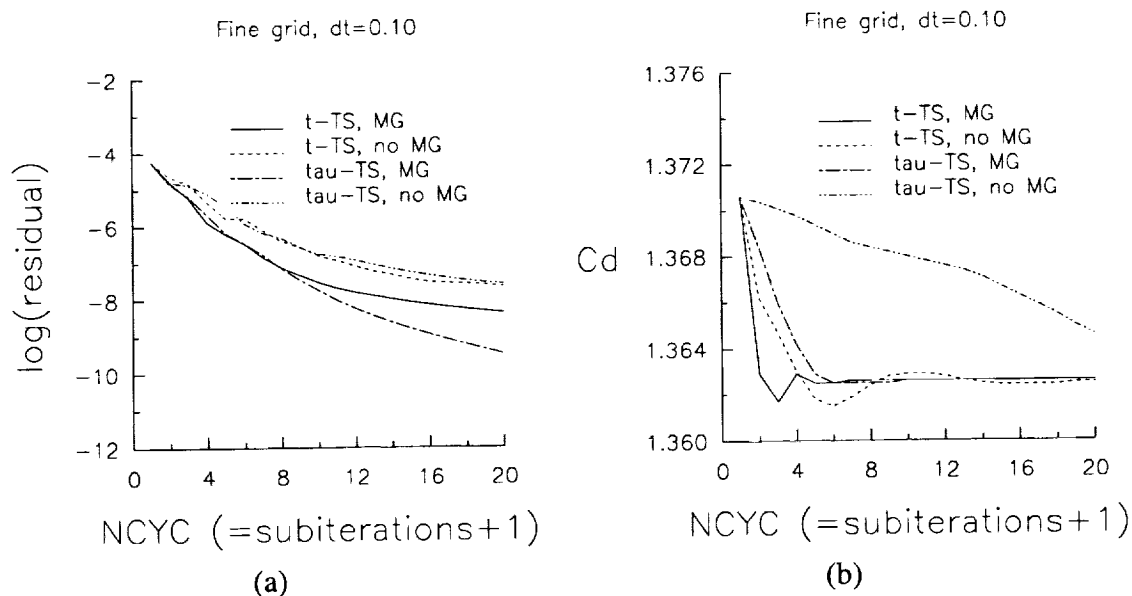 Fine grid, dt=0.10
-2
-4
-6
-8
-10
-12
log(residual)
t-TS, MG
t-TS, no MG
tau-TS, MG
tau-TS, no MG
0 4 8 12 16 20
NCYC (=subiterations+1)
(a)
Fine grid, dt=0.10
1.376
1.372
1.368
1.364
1.360
Cd
t-TS, MG
t-TS, no MG
tau-TS, MG
tau-TS, no MG
0 4 8 12 16 20
NCYC (=subiterations+1)
(b)